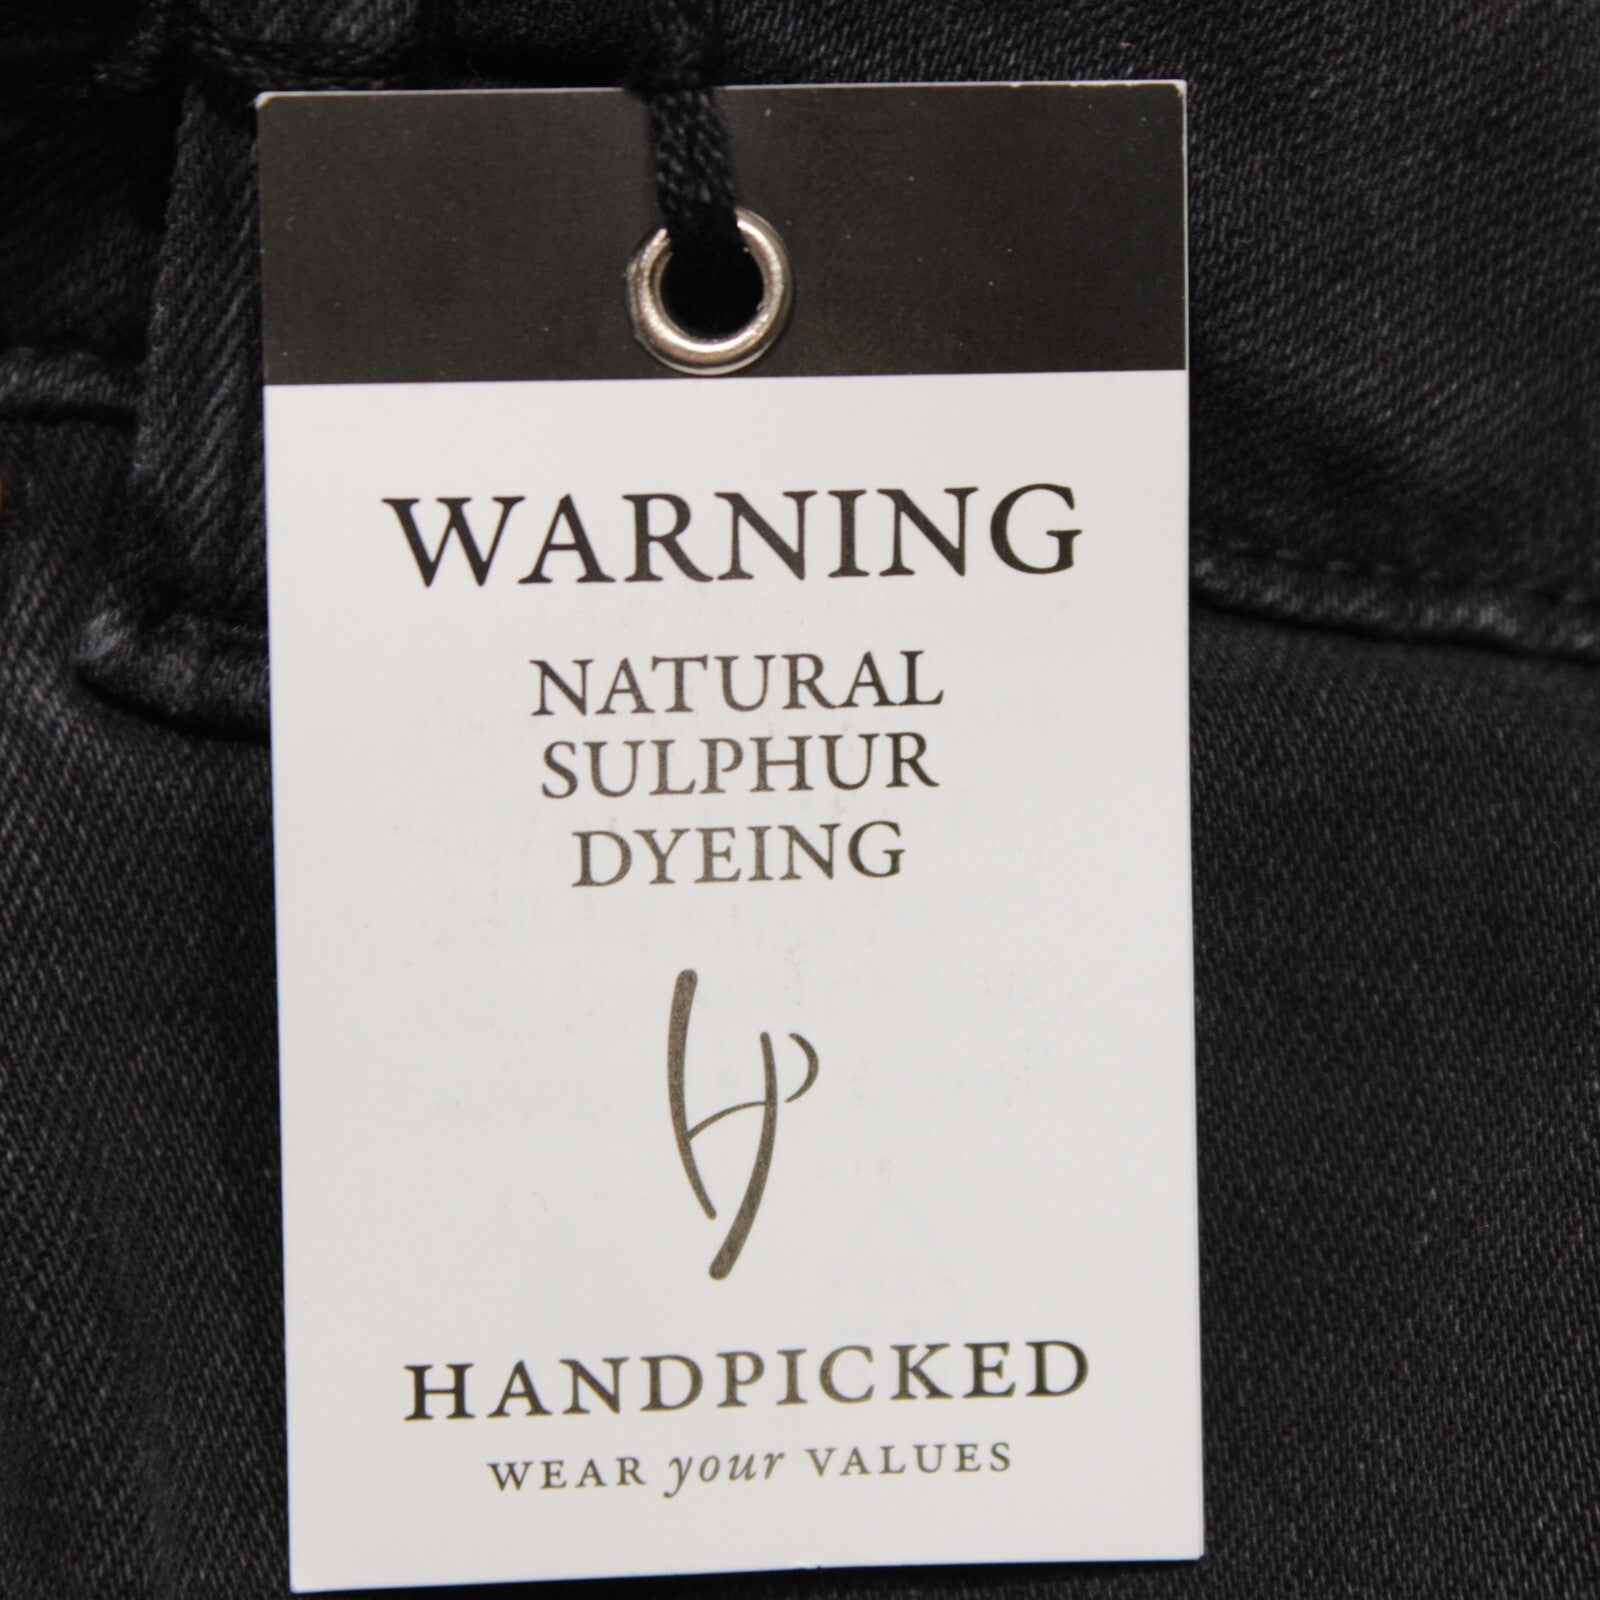 WARNING
NATURAL
SULPHUR
DYEING
HANDPICKED
WEAR your VALUES